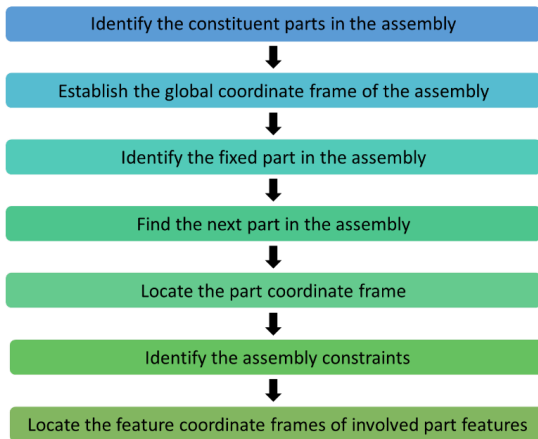 Identify the constituent parts in the assembly
Establish the global coordinate frame of the assembly
Identify the fixed part in the assembly
Find the next part in the assembly
Locate the part coordinate frame
Identify the assembly constraints
Locate the feature coordinate frames of involved part features